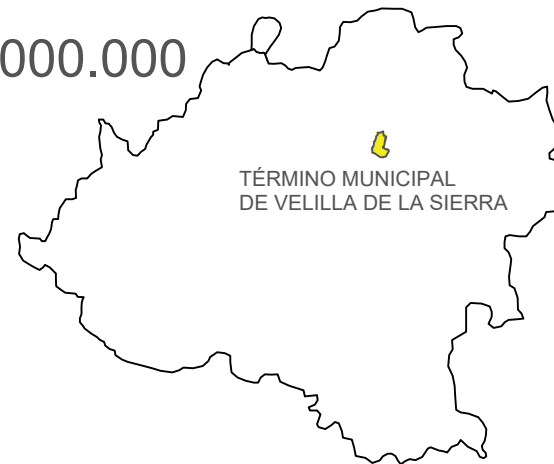 000.000
TÉRMINO MUNICIPAL
DE VELILLA DE LA SIERRA